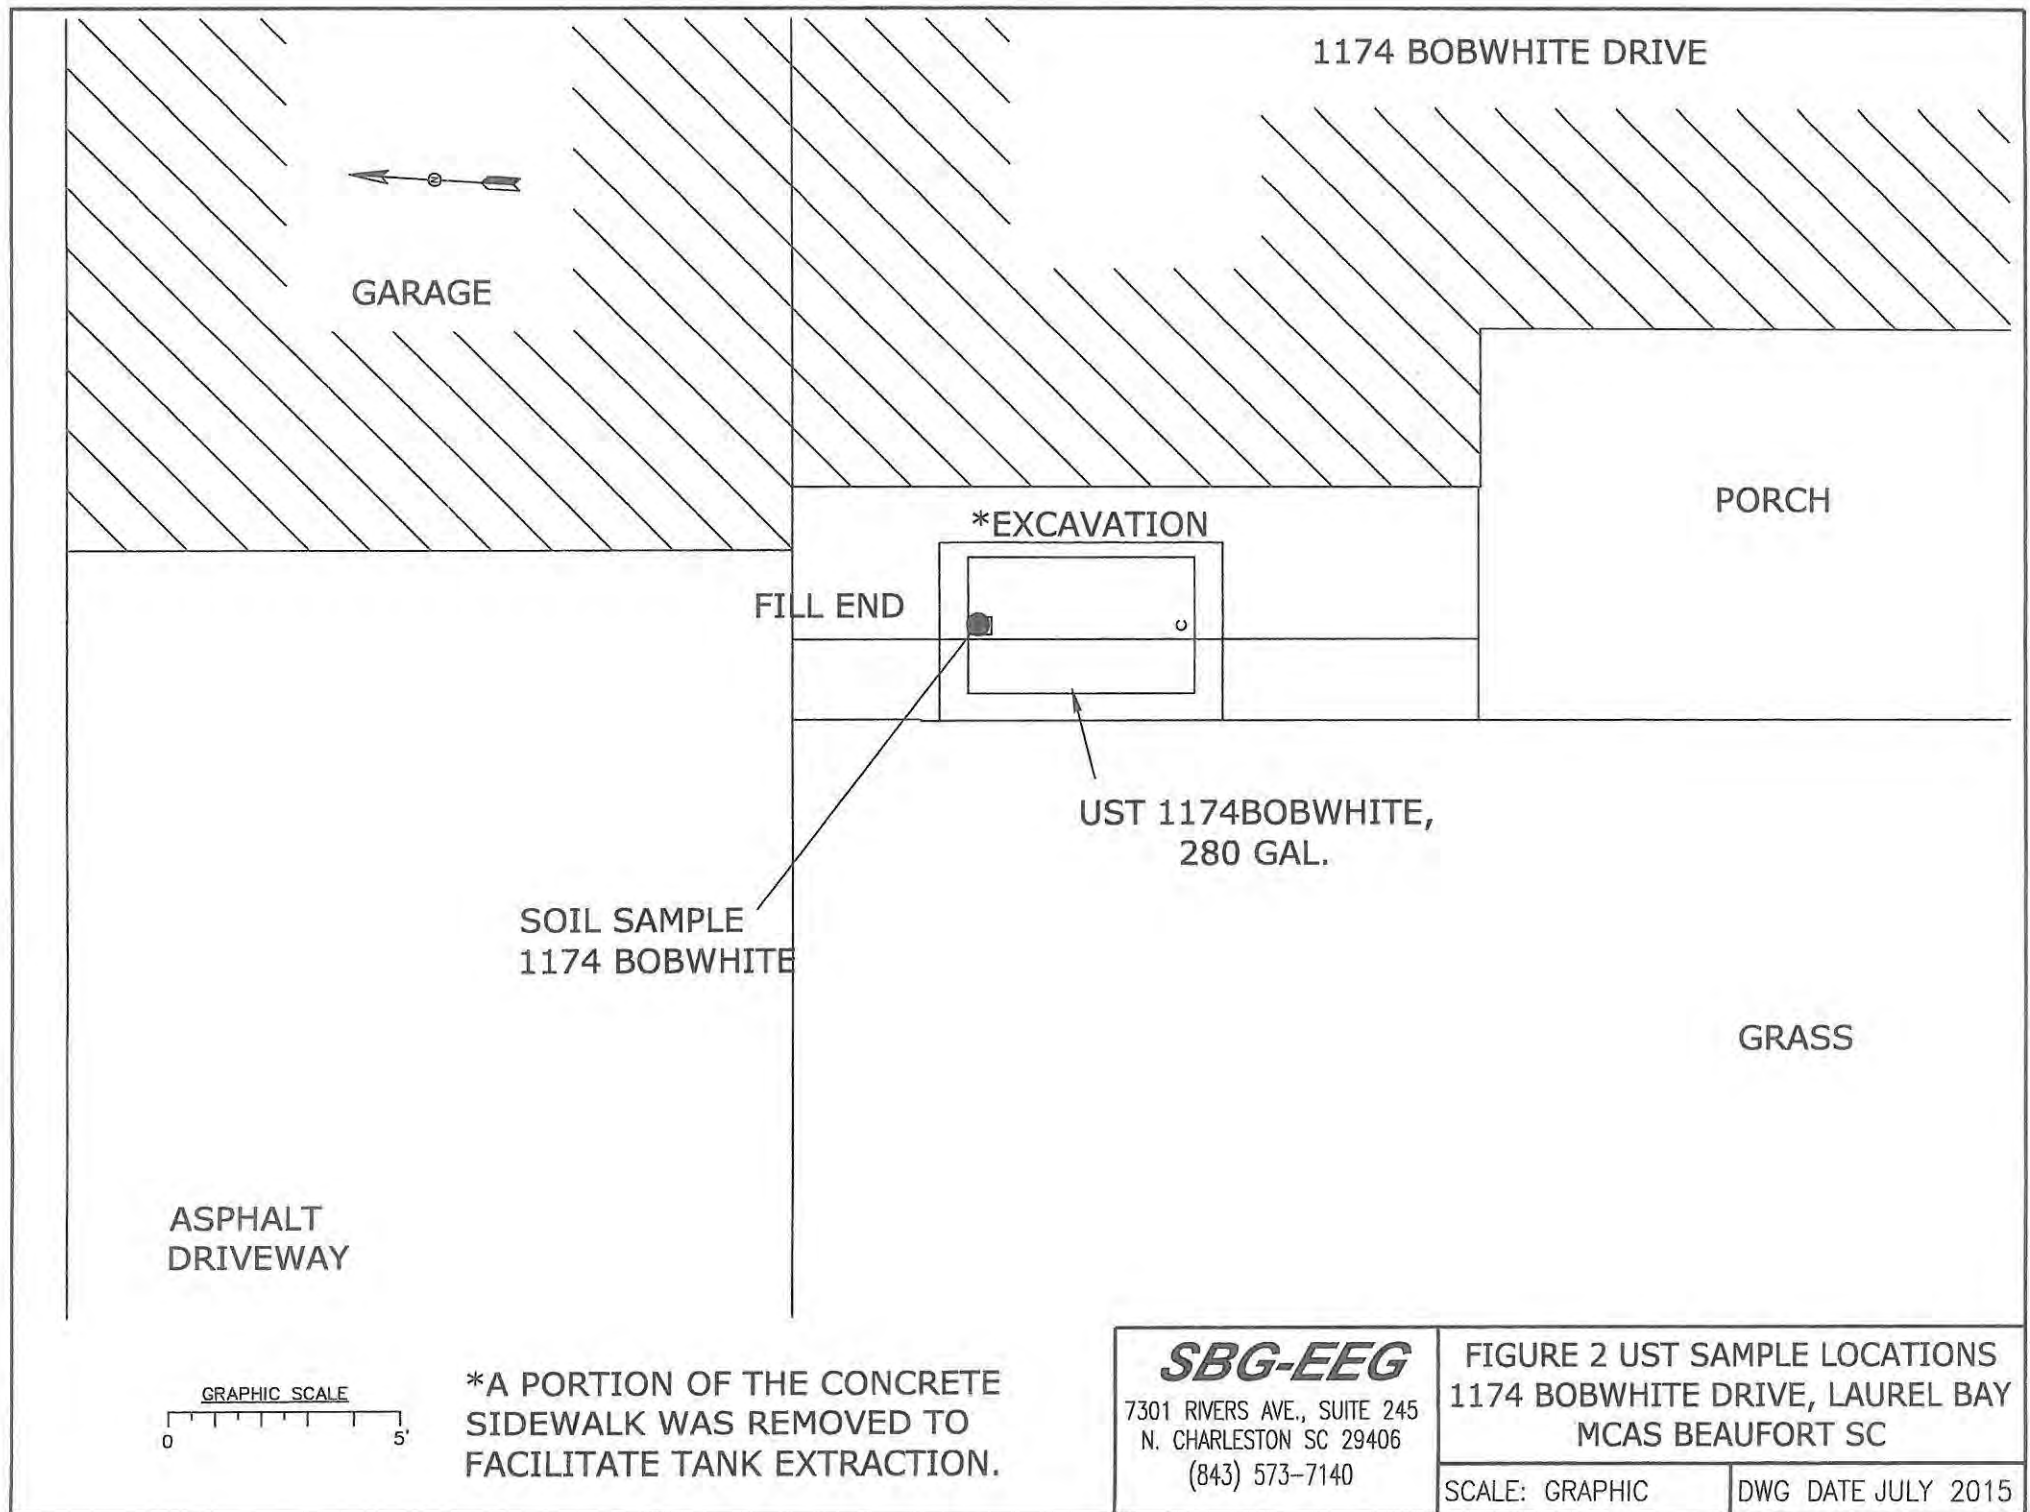 1174 BOBWHITE DRIVE
N
GARAGE
PORCH
*EXCAVATION
FILL END
C
UST 1174BOBWHITE,
280 GAL.
SOIL SAMPLE
1174 BOBWHITE
GRASS
ASPHALT
DRIVEWAY
GRAPHIC SCALE
0 5'
*A PORTION OF THE CONCRETE
SIDEWALK WAS REMOVED TO
FACILITATE TANK EXTRACTION.
SBG-EEG
7301 RIVERS AVE., SUITE 245
N. CHARLESTON SC 29406
(843) 573-7140
FIGURE 2 UST SAMPLE LOCATIONS
1174 BOBWHITE DRIVE, LAUREL BAY
MCAS BEAUFORT SC
SCALE: GRAPHIC
DWG DATE JULY 2015